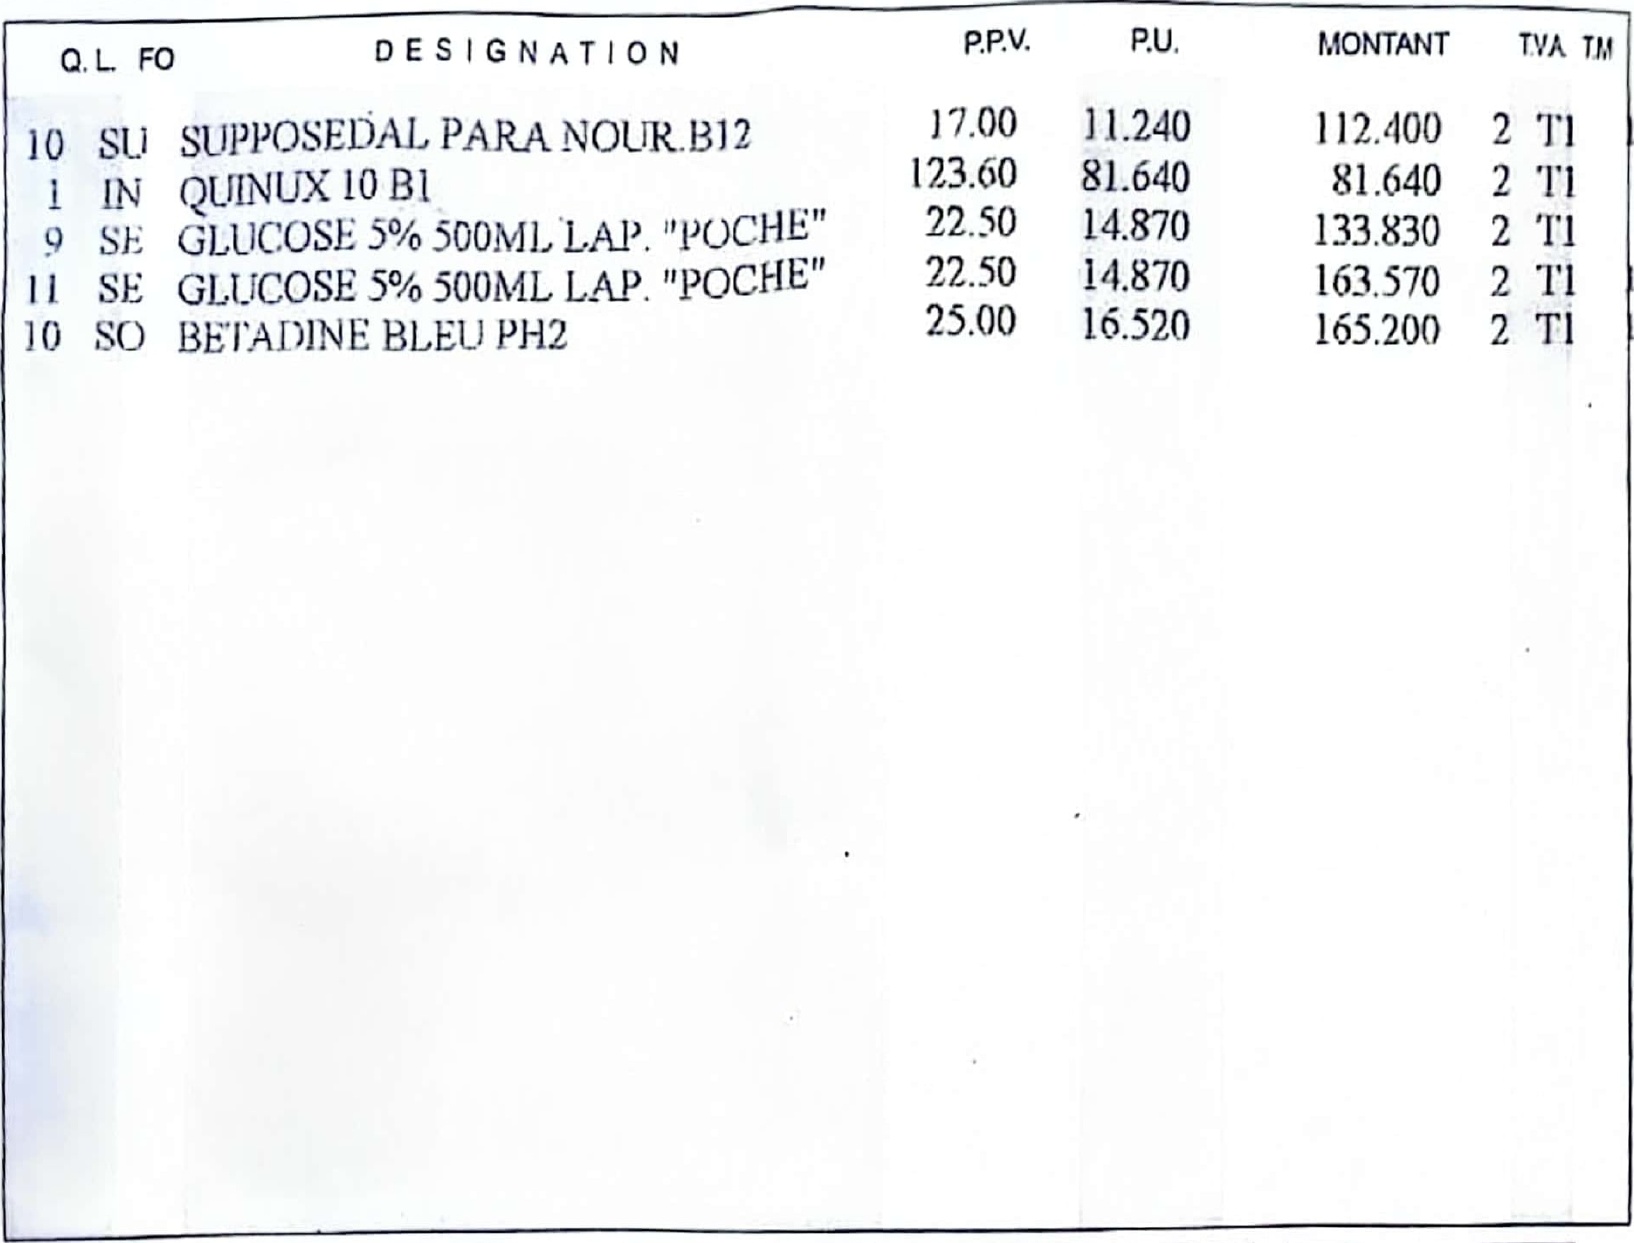 Q.L. FO DESIGNATION P.P.V. P.U. MONTANT T.V.A T.M
10 SU SUPPOSEDAL PARA NOUR.B12 17.00 11.240 112.400 2 T1
1 IN QUINUX 10 B1 123.60 81.640 81.640 2 T1
9 SE GLUCOSE 5% 500ML LAP. "POCHE" 22.50 14.870 133.830 2 T1
11 SE GLUCOSE 5% 500ML LAP. "POCHE" 22.50 14.870 163.570 2 T1
10 SO BETADINE BLEU PH2 25.00 16.520 165.200 2 T1